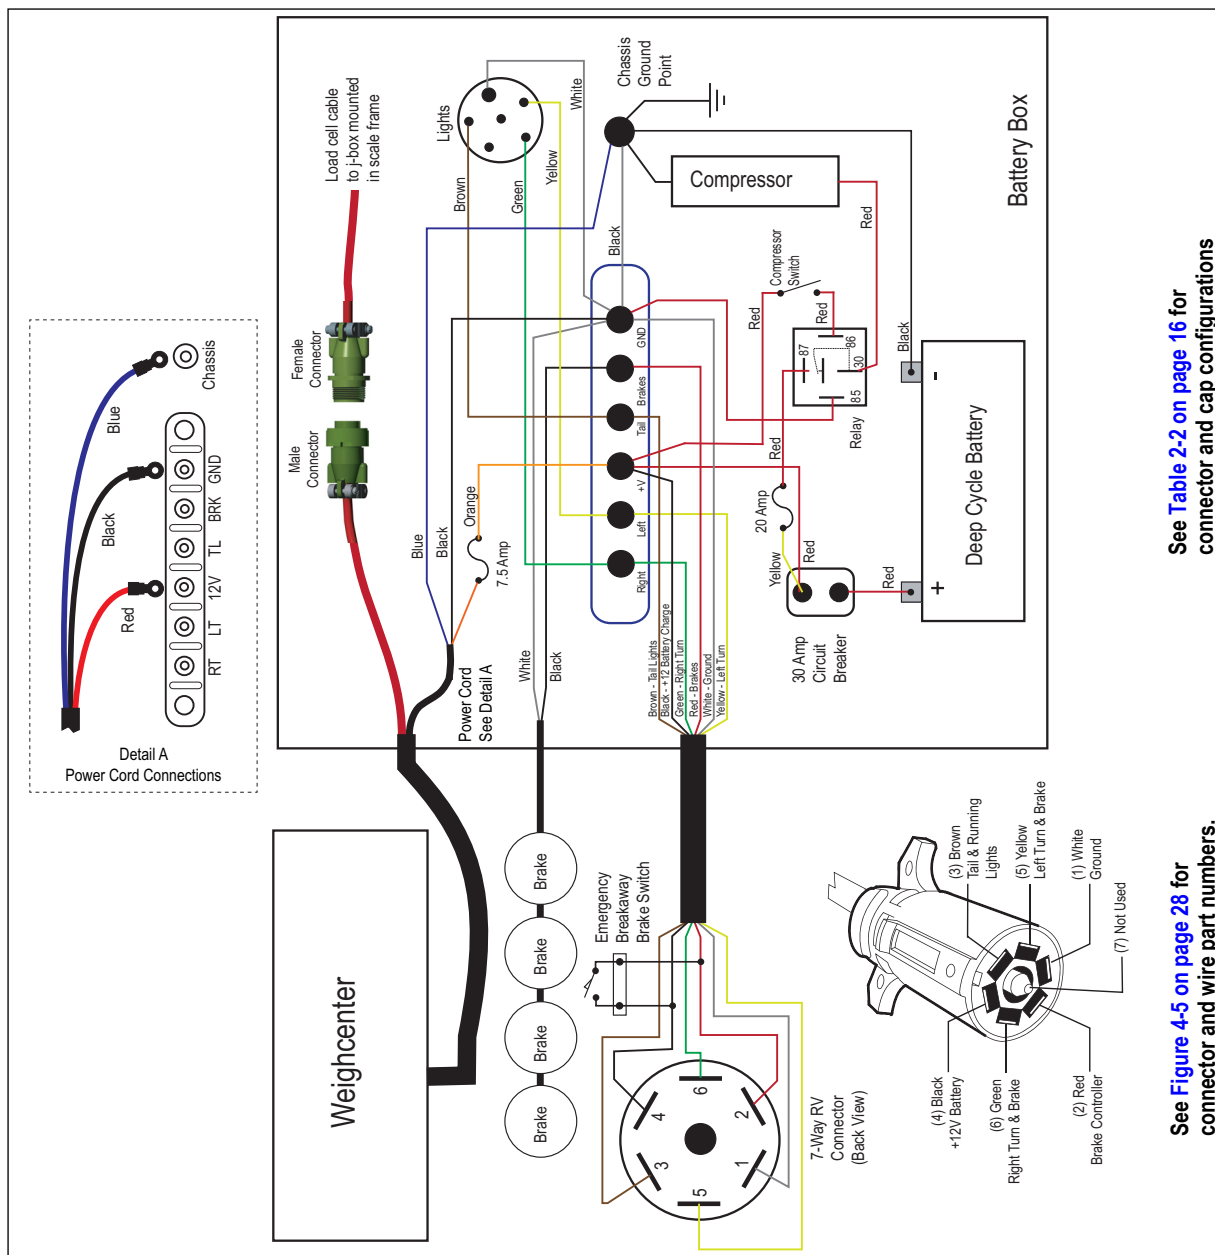 Battery Box
Chassis
Ground
Point
Lights
White
Brown
Green
Yellow
Black
Compressor
Red
Load cell cable
to j-box mounted
in scale frame
Female
Connector
Male
Connector
Blue
Black
Orange
7.5 Amp
Power Cord
See Detail A
White
Black
GND
Brakes
Tail
+V
Left
Right
Compressor
Switch
Red
Red
87
86
30
85
Relay
Red
20 Amp
Yellow
Red
Red
30 Amp
Circuit
Breaker
Black
-
+
Deep Cycle Battery
Brown - Tail Lights
Black - +12 Battery Charge
Green - Right Turn
Red - Brakes
White - Ground
Yellow - Left Turn
Blue
Black
Red
Chassis
GND
BRK
TL
12V
LT
RT
Detail A
Power Cord Connections
Weighcenter
Brake
Brake
Brake
Brake
Emergency
Breakaway
Brake Switch
4
6
2
3
5
1
7-Way RV
Connector
(Back View)
(3) Brown
Tail & Running
Lights
(5) Yellow
Left Turn & Brake
(1) White
Ground
(7) Not Used
(4) Black
+12V Battery
(6) Green
Right Turn & Brake
(2) Red
Brake Controller
See Table 2-2 on page 16 for
connector and cap configurations
See Figure 4-5 on page 28 for
connector and wire part numbers.